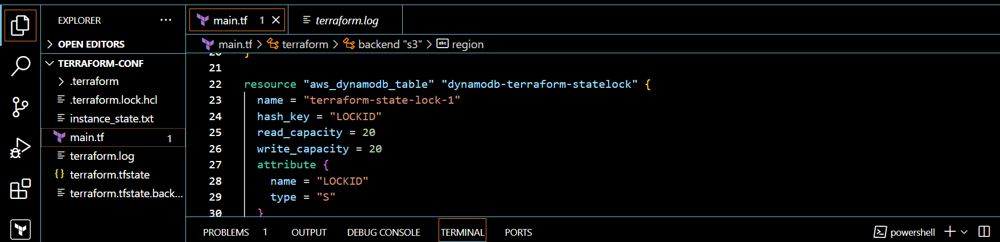 EXPLORER ···
OPEN EDITORS
TERRAFORM-CONF
.terraform
.terraform.lock.hcl
instance_state.txt
main.tf 1
terraform.log
{} terraform.tfstate
terraform.tfstate.back...
main.tf 1
terraform.log
main.tf > terraform > backend "s3" > abc region
20 }
21
22 resource "aws_dynamodb_table" "dynamodb-terraform-statelock" {
23 name = "terraform-state-lock-1"
24 hash_key = "LOCKID"
25 read_capacity = 20
26 write_capacity = 20
27 attribute {
28 name = "LOCKID"
29 type = "S"
30 }
PROBLEMS 1 OUTPUT DEBUG CONSOLE TERMINAL PORTS
powershell